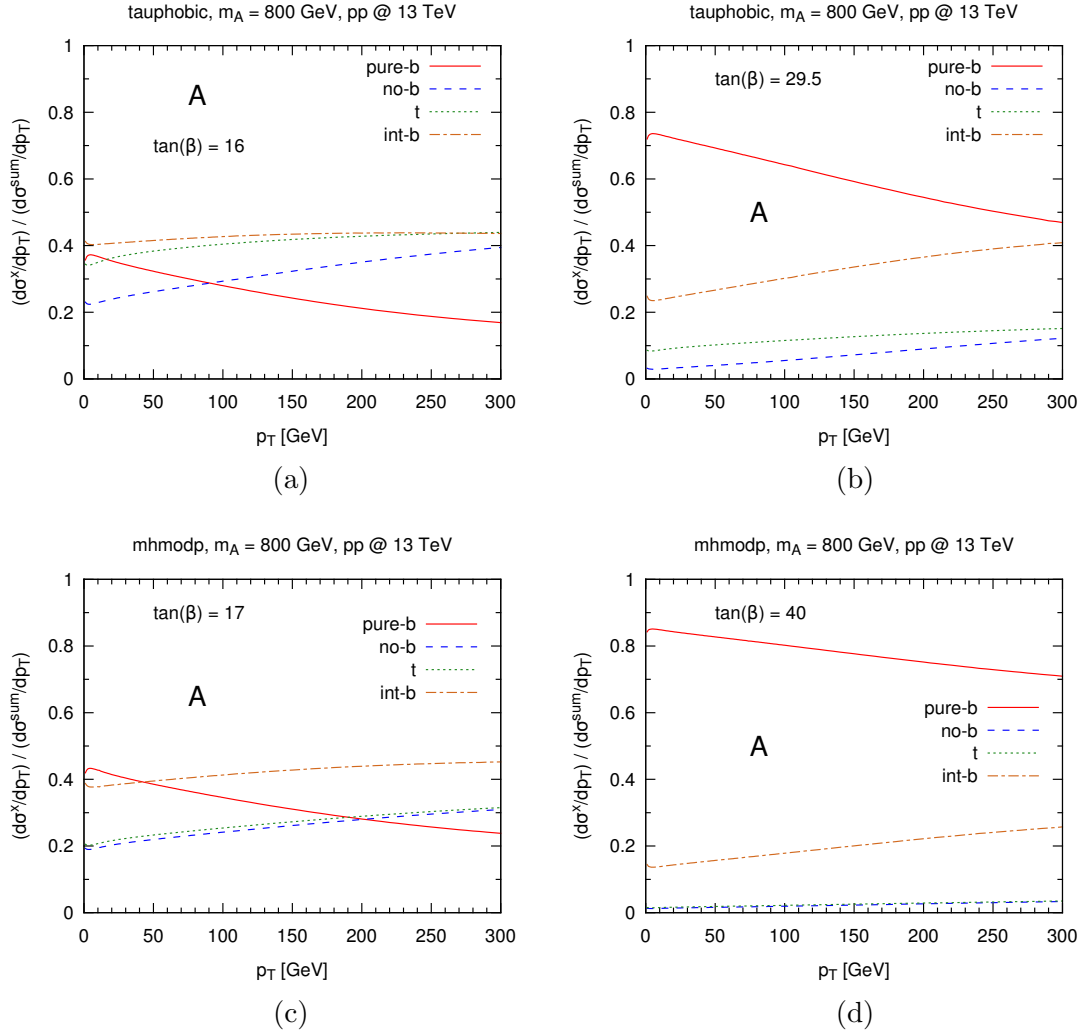 tauphobic, m_A = 800 GeV, pp @ 13 TeV
(dσ^x/dp_T) / (dσ^sum/dp_T)
1
0.8
0.6
0.4
0.2
0
A
tan(β) = 16
pure-b
no-b
t
int-b
0 50 100 150 200 250 300
p_T [GeV]
(a)
tauphobic, m_A = 800 GeV, pp @ 13 TeV
(dσ^x/dp_T) / (dσ^sum/dp_T)
1
0.8
0.6
0.4
0.2
0
tan(β) = 29.5
A
pure-b
no-b
t
int-b
0 50 100 150 200 250 300
p_T [GeV]
(b)
mhmodp, m_A = 800 GeV, pp @ 13 TeV
(dσ^x/dp_T) / (dσ^sum/dp_T)
1
0.8
0.6
0.4
0.2
0
tan(β) = 17
A
pure-b
no-b
t
int-b
0 50 100 150 200 250 300
p_T [GeV]
(c)
mhmodp, m_A = 800 GeV, pp @ 13 TeV
(dσ^x/dp_T) / (dσ^sum/dp_T)
1
0.8
0.6
0.4
0.2
0
tan(β) = 40
A
pure-b
no-b
t
int-b
0 50 100 150 200 250 300
p_T [GeV]
(d)